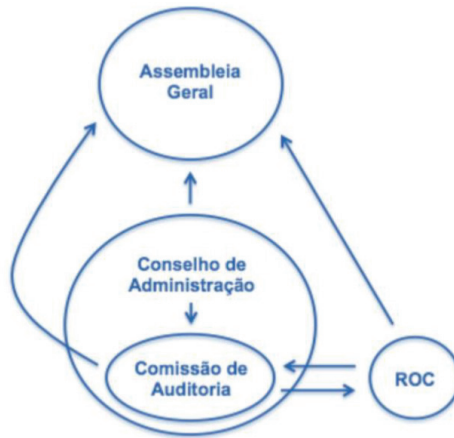 Assembleia
Geral
Conselho de
Administração
Comissão de
Auditoria
ROC